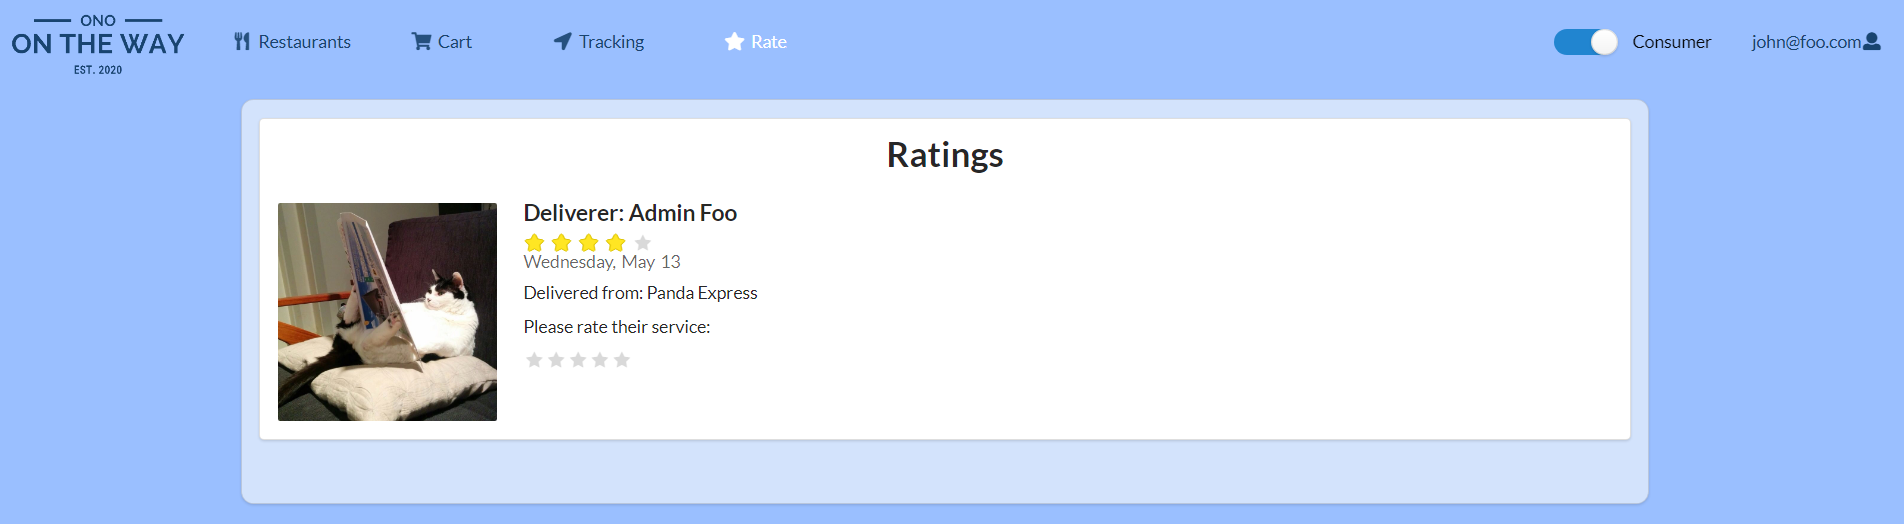 ONO
ON THE WAY
EST. 2020
Restaurants
Cart
Tracking
Rate
Consumer
john@foo.com
Ratings
Deliverer: Admin Foo
Wednesday, May 13
Delivered from: Panda Express
Please rate their service: